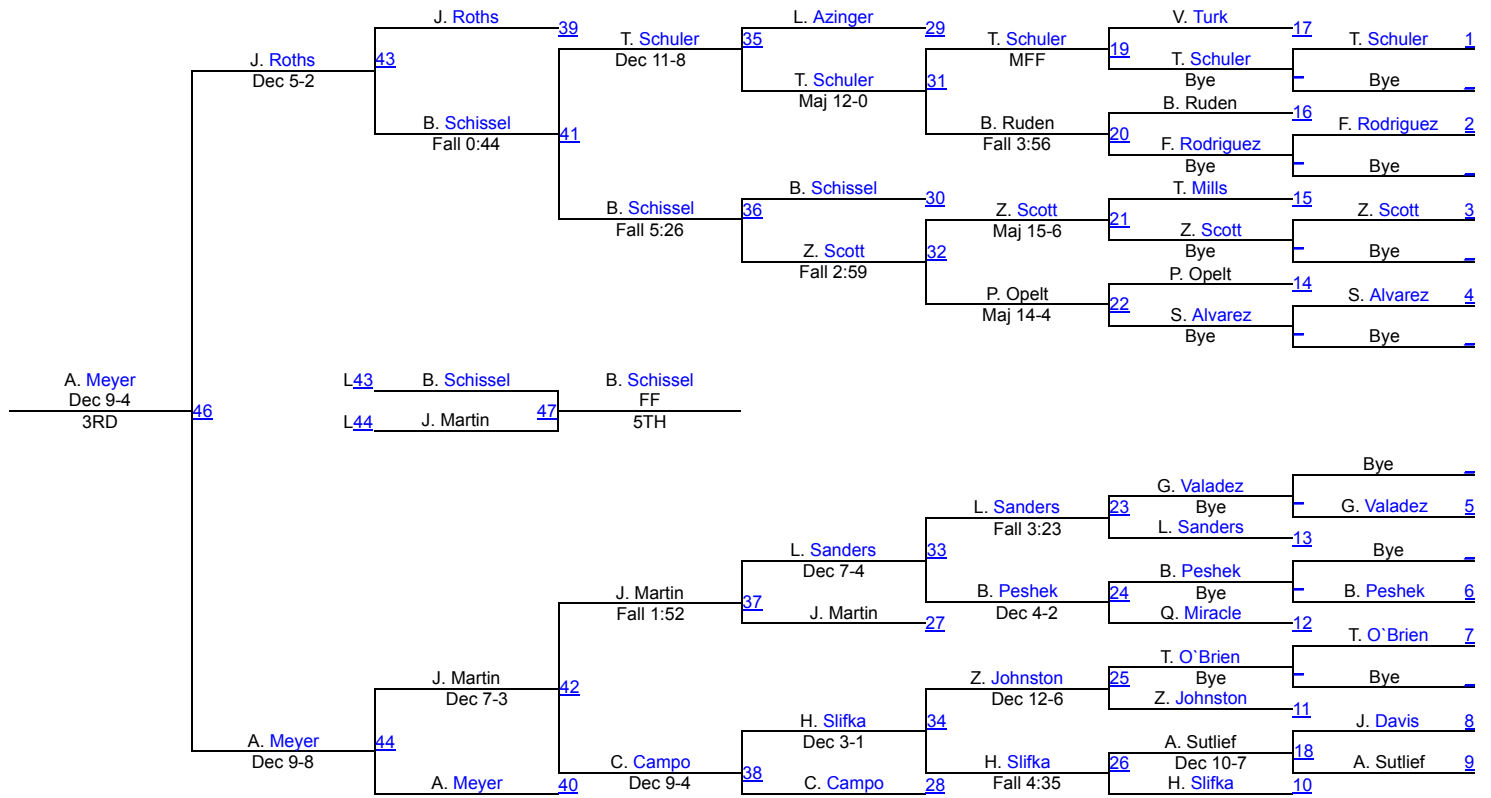 J. Roths
39
L. Azinger
29
V. Turk
17
T. Schuler
35
T. Schuler
19
T. Schuler
1
J. Roths
43
Dec 11-8
MFF
T. Schuler
Dec 5-2
T. Schuler
31
Bye
Bye
Maj 12-0
B. Ruden
16
B. Schissel
41
B. Ruden
20
F. Rodriguez
2
Fall 0:44
Fall 3:56
F. Rodriguez
Bye
Bye
B. Schissel
30
T. Mills
15
B. Schissel
36
Z. Scott
21
Z. Scott
3
Fall 5:26
Maj 15-6
Z. Scott
Z. Scott
32
Bye
Bye
Fall 2:59
P. Opelt
14
P. Opelt
22
S. Alvarez
4
Maj 14-4
S. Alvarez
Bye
Bye
A. Meyer
L43
B. Schissel
B. Schissel
Dec 9-4
FF
46
47
3RD
L44
J. Martin
5TH
Bye
G. Valadez
L. Sanders
23
Bye
G. Valadez
5
Fall 3:23
L. Sanders
13
L. Sanders
33
Bye
Dec 7-4
B. Peshek
J. Martin
37
B. Peshek
24
Bye
B. Peshek
6
Fall 1:52
J. Martin
27
Dec 4-2
Q. Miracle
12
T. O`Brien
7
T. O`Brien
J. Martin
42
Z. Johnston
25
Bye
Bye
Dec 7-3
Dec 12-6
Z. Johnston
11
H. Slifka
34
J. Davis
8
A. Meyer
44
Dec 3-1
A. Sutlief
18
Dec 9-8
C. Campo
38
H. Slifka
26
Dec 10-7
A. Sutlief
9
A. Meyer
40
Dec 9-4
C. Campo
28
Fall 4:35
H. Slifka
10